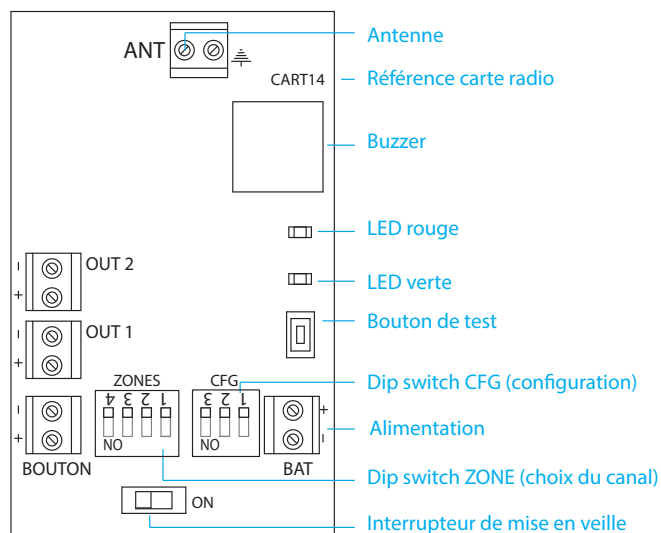 ANT
Antenne
CART14
Référence carte radio
Buzzer
LED rouge
- OUT 2
+
LED verte
Bouton de test
- OUT 1
+
ZONES
4 3 2 1
NO
CFG
3 2 1
NO
Dip switch CFG (configuration)
-
+
BOUTON
+
-
BAT
Alimentation
Dip switch ZONE (choix du canal)
ON
Interrupteur de mise en veille